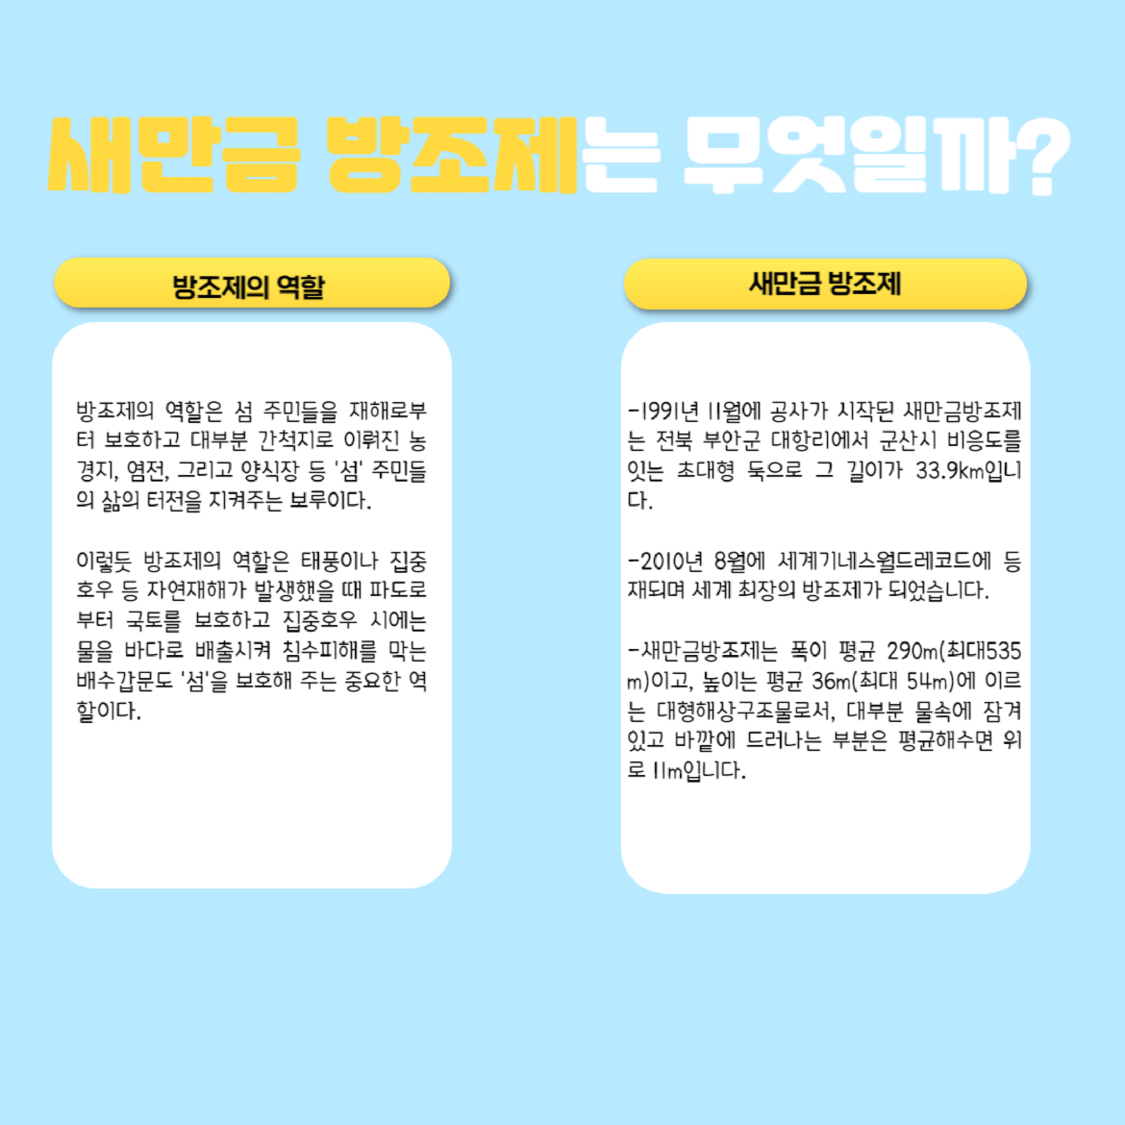 새만금 방조제는 무엇일까?
방조제의 역할
방조제의 역할은 섬 주민들을 재해로부
터 보호하고 대부분 간척지로 이뤄진 농
경지, 염전, 그리고 양식장 등 '섬' 주민들
의 삶의 터전을 지켜주는 보루이다.
이렇듯 방조제의 역할은 태풍이나 집중
호우 등 자연재해가 발생했을 때 파도로
부터 국토를 보호하고 집중호우 시에는
물을 바다로 배출시켜 침수피해를 막는
배수갑문도 '섬'을 보호해 주는 중요한 역
할이다.
새만금 방조제
-1991년 11월에 공사가 시작된 새만금방조제
는 전북 부안군 대항리에서 군산시 비응도를
잇는 초대형 둑으로 그 길이가 33.9km입니
다.
-2010년 8월에 세계기네스월드레코드에 등
재되며 세계 최장의 방조제가 되었습니다.
-새만금방조제는 폭이 평균 290m(최대535
m)이고, 높이는 평균 36m(최대 54m)에 이르
는 대형해상구조물로서, 대부분 물속에 잠겨
있고 바깥에 드러나는 부분은 평균해수면 위
로 11m입니다.